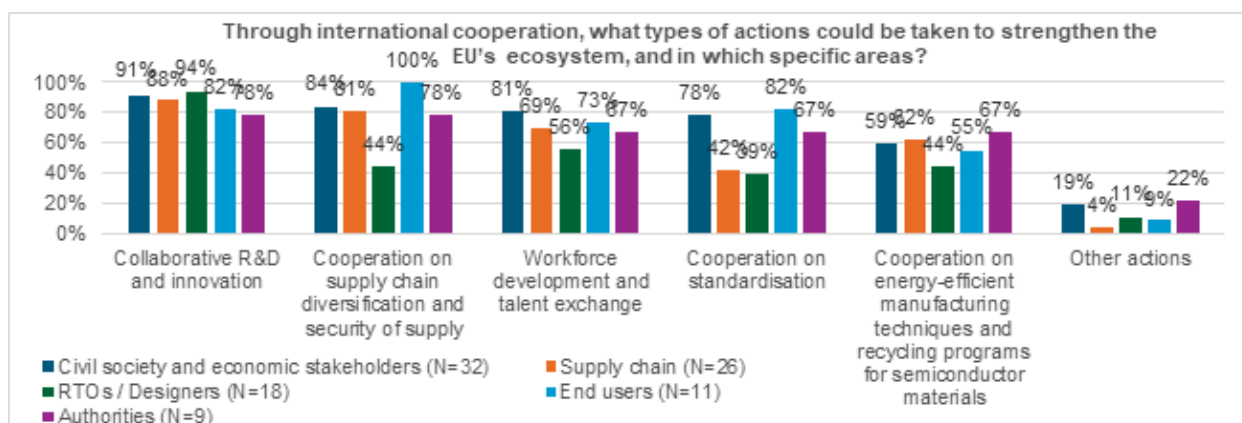 Through international cooperation, what types of actions could be taken to strengthen the
EU's ecosystem, and in which specific areas?
100%
80%
60%
40%
20%
0%
91% 88% 94% 82% 78%
84% 81% 44% 100% 78%
81% 69% 56% 73% 67%
78% 42% 39% 82% 67%
59% 62% 44% 55% 67%
19% 4% 11% 9% 22%
Collaborative R&D
and innovation
Cooperation on
supply chain
diversification and
security of supply
Workforce
development and
talent exchange
Cooperation on
standardisation
Cooperation on
energy-efficient
manufacturing
techniques and
recycling programs
for semiconductor
materials
Other actions
Civil society and economic stakeholders (N=32)
Supply chain (N=26)
RTOs / Designers (N=18)
End users (N=11)
Authorities (N=9)